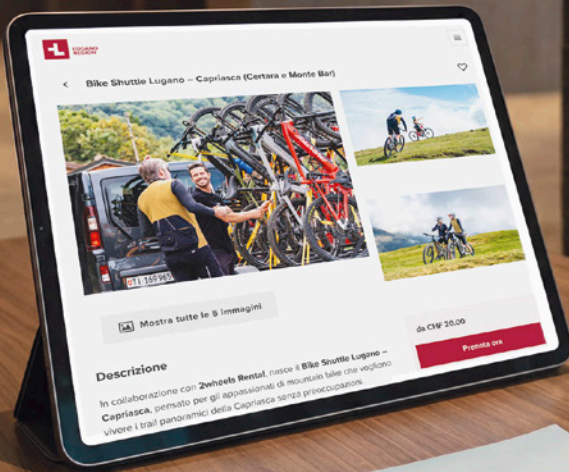 LUGANO
REGION
Bike Shuttle Lugano – Capriasca (Certara e Monte Bar)
TI·169965
Mostra tutte le 5 immagini
da CHF 20.00
Prenota ora
Descrizione
In collaborazione con 2wheels Rental, nasce il Bike Shuttle Lugano –
Capriasca, pensato per gli appassionati di mountain bike che vogliono
vivere i trail panoramici della Capriasca senza preoccupazioni.